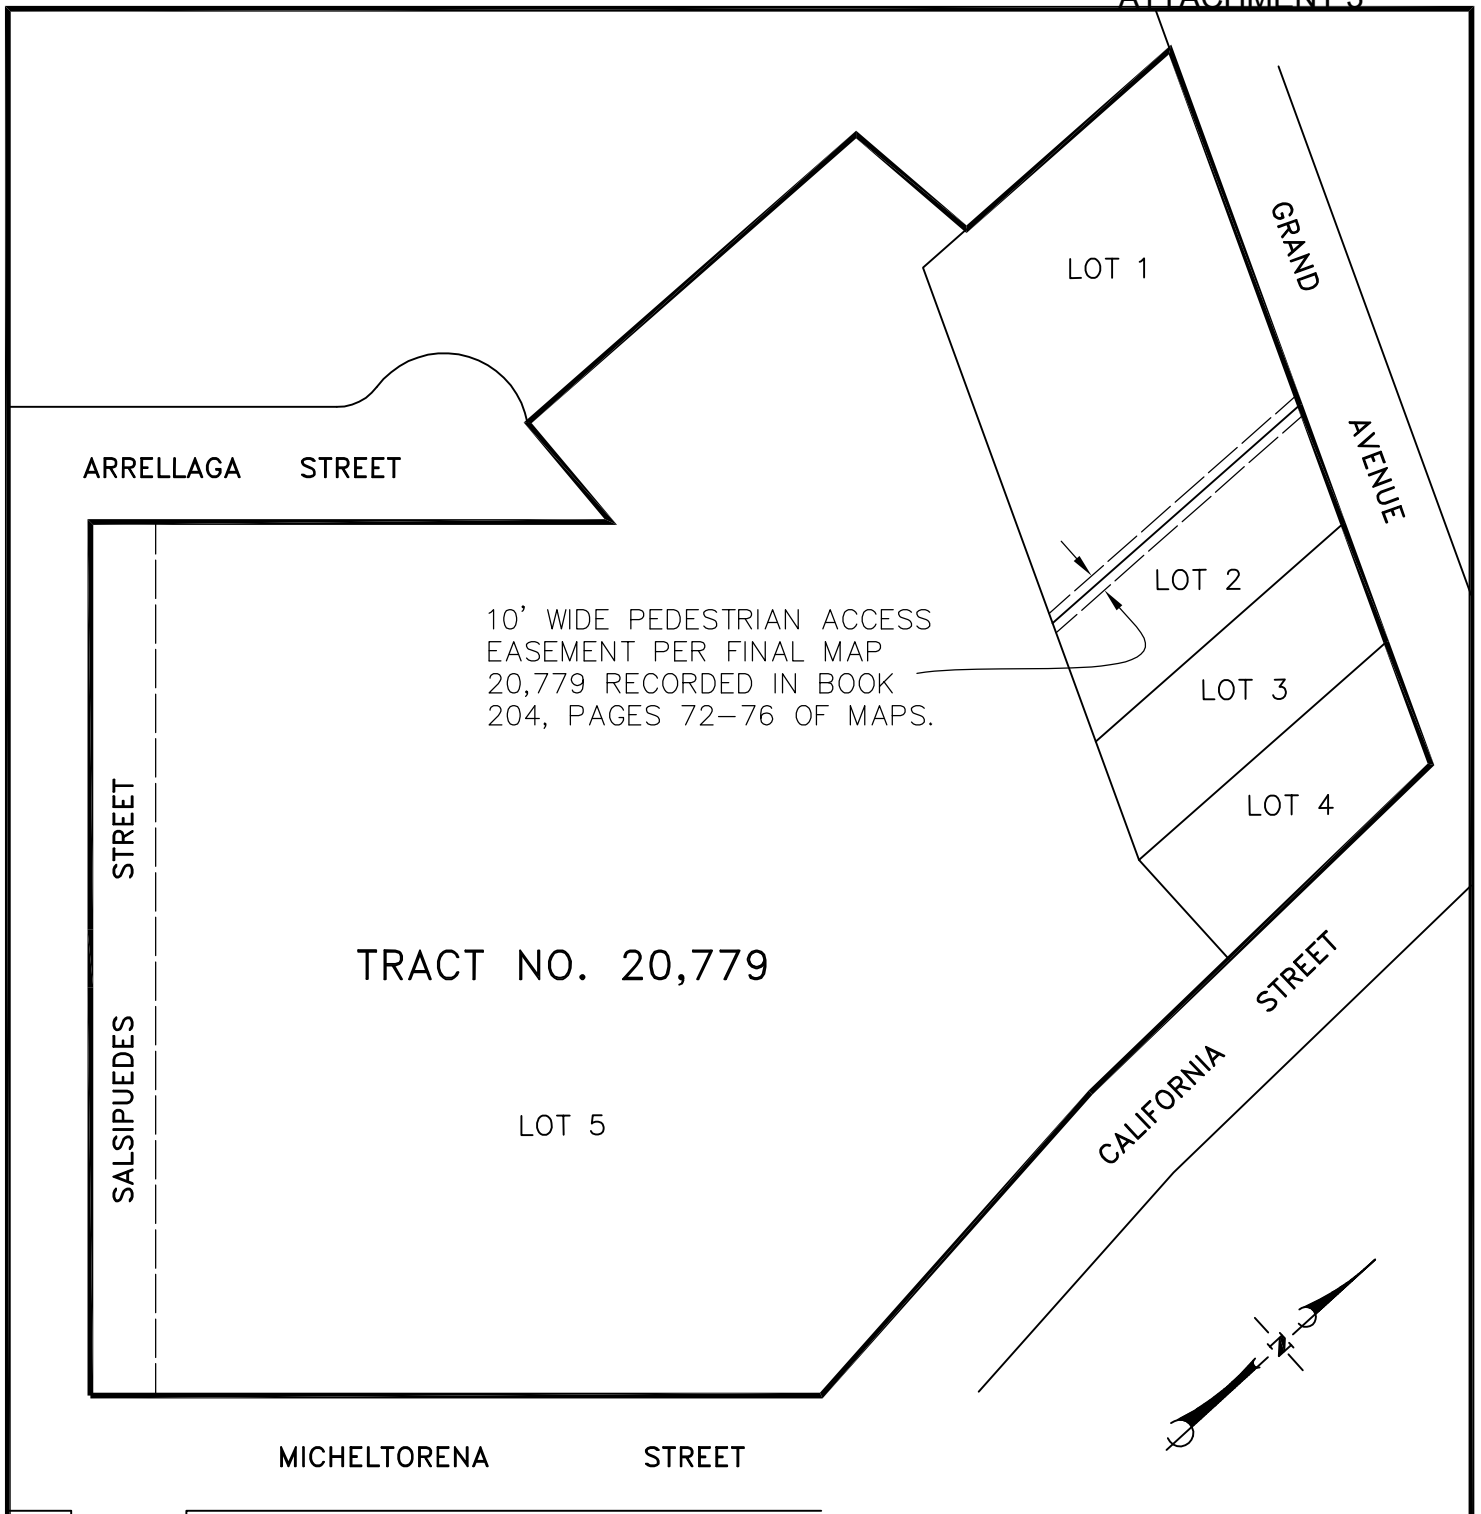 LOT 1
GRAND AVENUE
ARRELLAGA STREET
LOT 2
10' WIDE PEDESTRIAN ACCESS
EASEMENT PER FINAL MAP
20,779 RECORDED IN BOOK
204, PAGES 72-76 OF MAPS.
LOT 3
LOT 4
SALSIPUEDES STREET
TRACT NO. 20,779
CALIFORNIA STREET
LOT 5
N
MICHELTORENA STREET